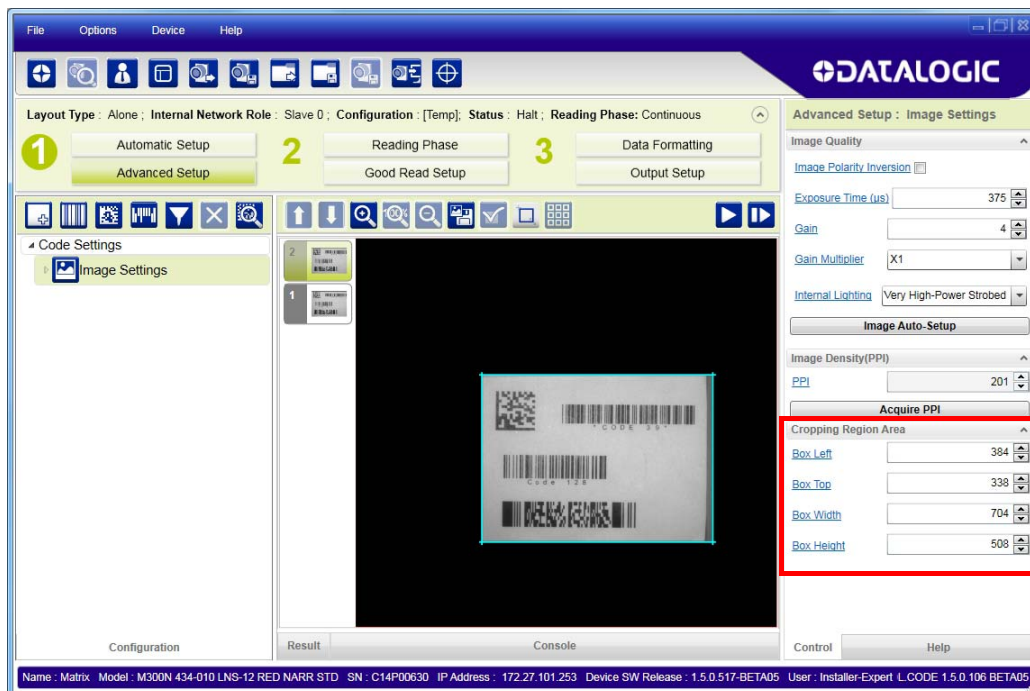 File Options Device Help
DATALOGIC
Layout Type : Alone ; Internal Network Role : Slave 0 ; Configuration : [Temp]; Status : Halt ; Reading Phase: Continuous
1 Automatic Setup 2 Reading Phase 3 Data Formatting
Advanced Setup Good Read Setup Output Setup
Code Settings
Image Settings
Configuration
2
1
"CODE 39"
Code 128
Result Console
Advanced Setup : Image Settings
Image Quality
Image Polarity Inversion
Exposure Time (µs) 375
Gain 4
Gain Multiplier X1
Internal Lighting Very High-Power Strobed
Image Auto-Setup
Image Density(PPI)
PPI 201
Acquire PPI
Cropping Region Area
Box Left 384
Box Top 338
Box Width 704
Box Height 508
Control Help
Name : Matrix Model : M300N 434-010 LNS-12 RED NARR STD SN : C14P00630 IP Address : 172.27.101.253 Device SW Release : 1.5.0.517-BETA05 User : Installer-Expert L.CODE 1.5.0.106 BETA05